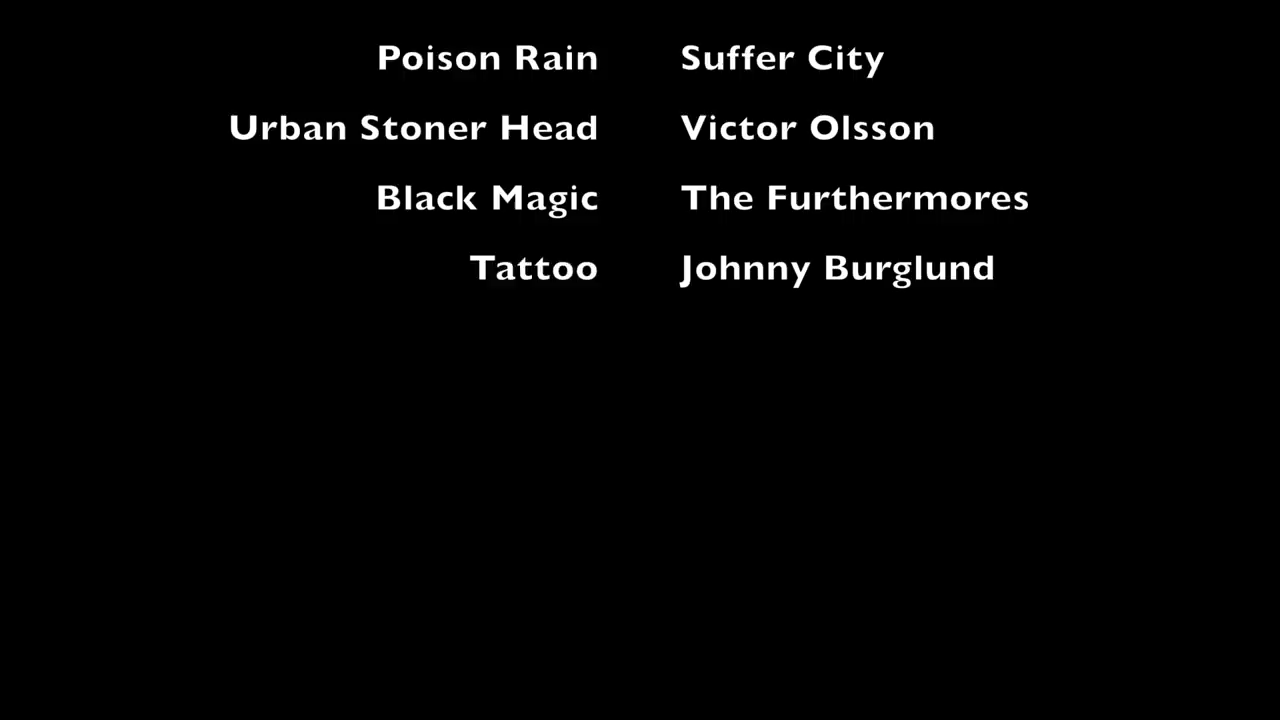 Poison Rain Suffer City
Urban Stoner Head Victor Olsson
Black Magic The Furthermores
Tattoo Johnny Burglund